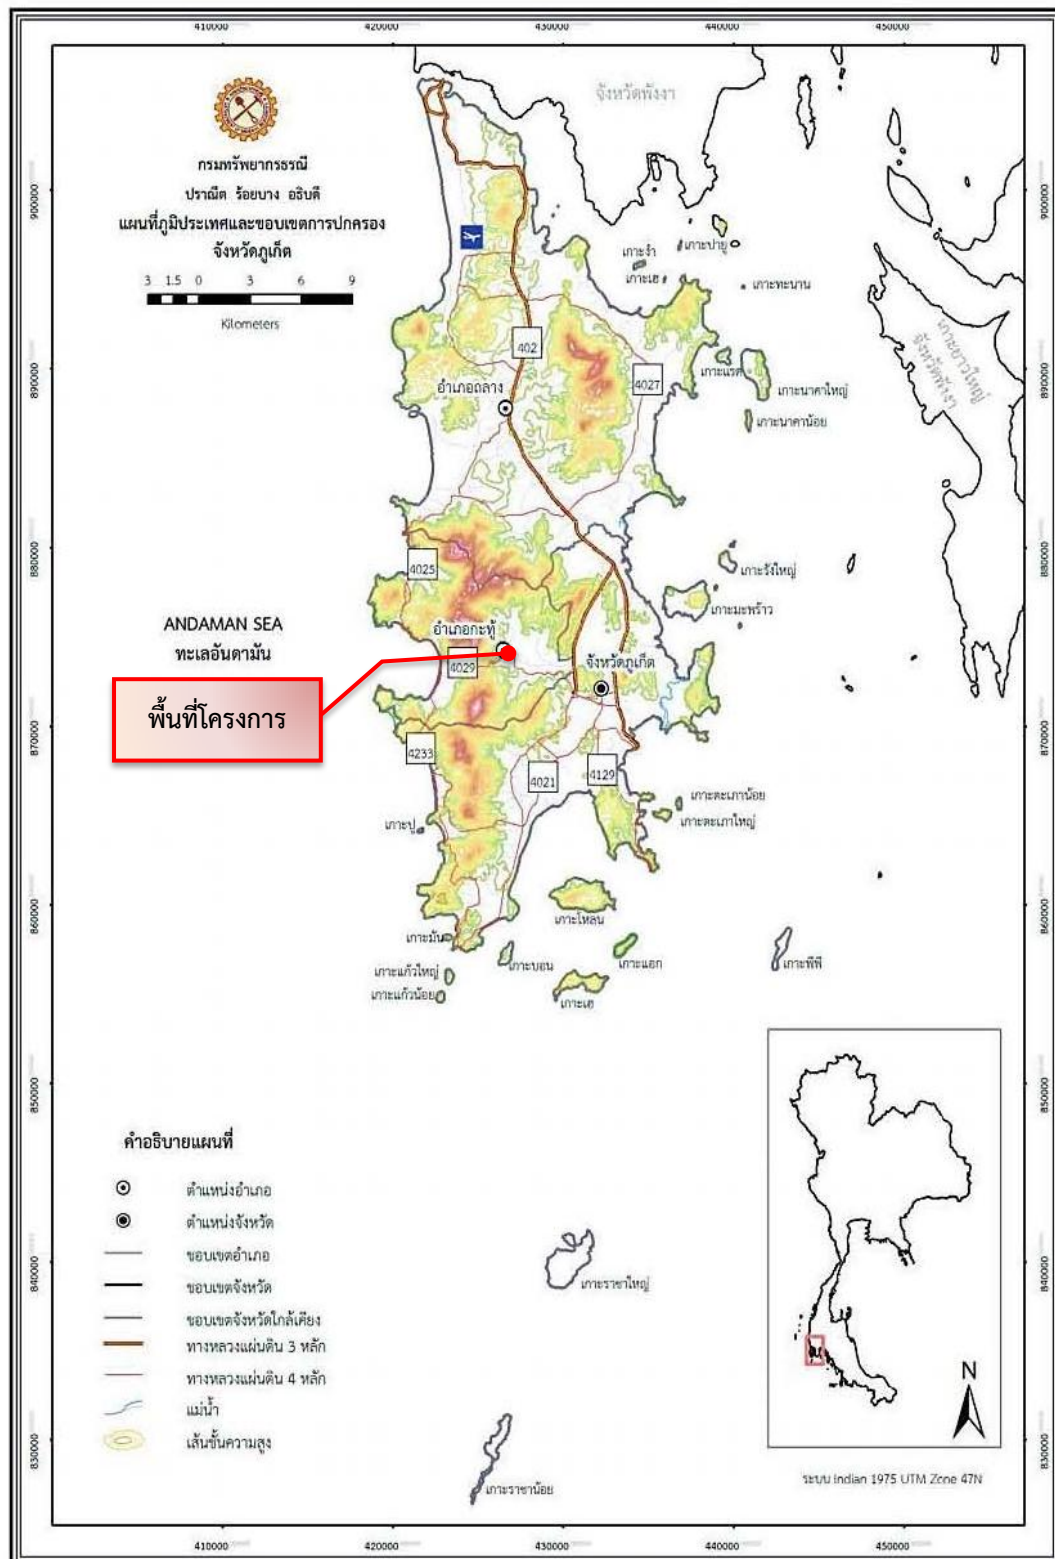 410000 420000 430000 440000 450000
จังหวัดพังงา
กรมทรัพยากรธรณี
ปราณีต ร้อยบาง อธิบดี
แผนที่ภูมิประเทศและขอบเขตการปกครอง
จังหวัดภูเก็ต
3 1.5 0 3 6 9
Kilometers
900000
900000
เกาะปายู
เกาะงำ
เกาะเฮ
เกาะทะนาน
402
เกาะยาวใหญ่
จังหวัดพังงา
890000
890000
เกาะแรด
4027
อำเภอถลาง
เกาะนาคาใหญ่
เกาะนาคาน้อย
880000
880000
4025
เกาะรังใหญ่
เกาะมะพร้าว
ANDAMAN SEA
ทะเลอันดามัน
อำเภอกะทู้
4029
จังหวัดภูเก็ต
พื้นที่โครงการ
870000
870000
4233
4021
4129
เกาะตะเภาน้อย
เกาะตะเภาใหญ่
เกาะปู
860000
860000
เกาะโหลน
เกาะมัน
เกาะบอน
เกาะแอก
เกาะพีพี
เกาะแก้วใหญ่
เกาะแก้วน้อย
เกาะเฮ
850000
850000
คำอธิบายแผนที่
ตำแหน่งอำเภอ
ตำแหน่งจังหวัด
ขอบเขตอำเภอ
ขอบเขตจังหวัด
ขอบเขตจังหวัดใกล้เคียง
ทางหลวงแผ่นดิน 3 หลัก
ทางหลวงแผ่นดิน 4 หลัก
แม่น้ำ
เส้นชั้นความสูง
840000
840000
เกาะราชาใหญ่
N
830000
830000
เกาะราชาน้อย
ระบบ Indian 1975 UTM Zone 47N
410000 420000 430000 440000 450000